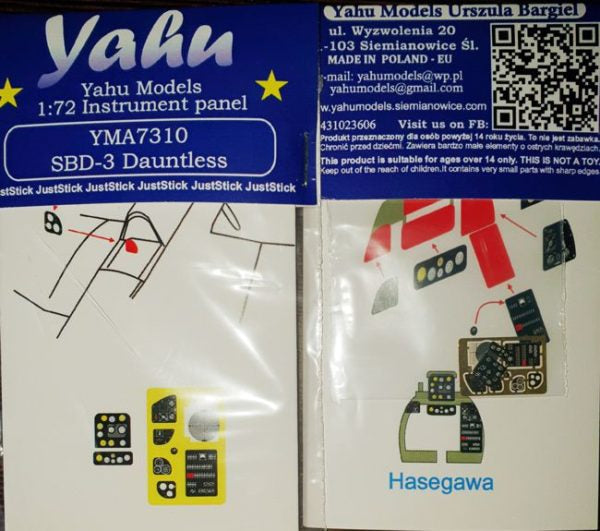 Yahu
Yahu Models
1:72 Instrument panel
YMA7310
SBD-3 Dauntless
ustStick JustStick JustStick JustStick JustStick JustStick
Yahu Models Urszula Bargieł
ul. Wyzwolenia 20
-103 Siemianowice Śl.
MADE IN POLAND - EU
-mail: yahumodels@wp.pl
yahumodels@gmail.com
www.yahumodels.siemianowice.com
431023606 Visit us on FB:
Produkt przeznaczony dla osób powyżej 14 roku życia. To nie jest zabawka.
Chronić przed dziećmi. Zawiera bardzo małe elementy o ostrych krawędziach.
This product is suitable for ages over 14 only. THIS IS NOT A TOY.
Keep out of the reach of children.It contains very small parts with sharp edges.
Hasegawa